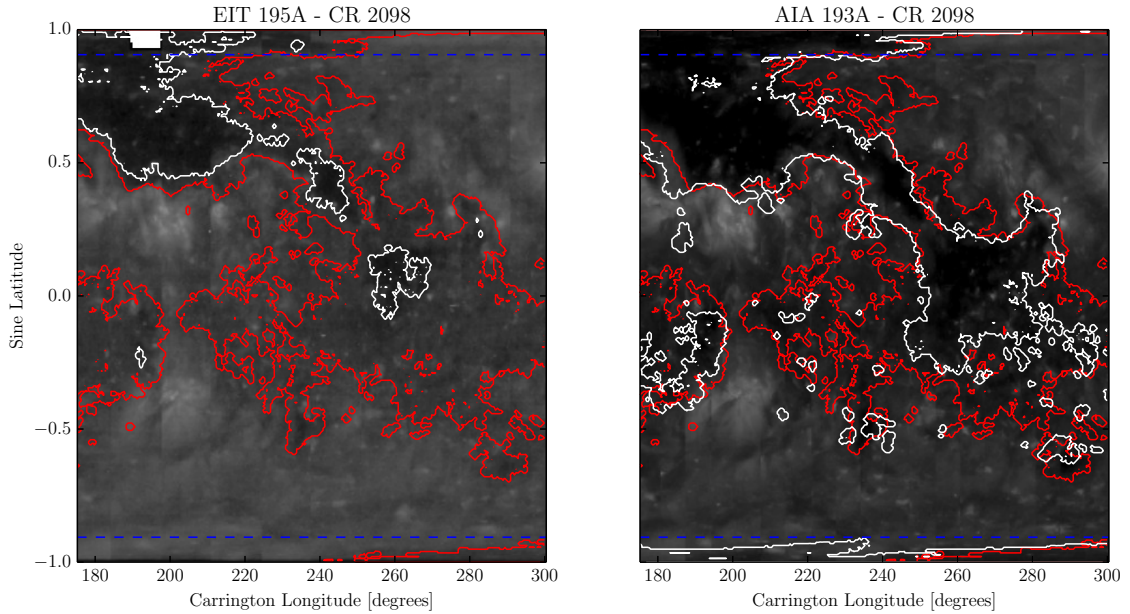 EIT 195A - CR 2098
AIA 193A - CR 2098
1.0
0.5
0.0
−0.5
−1.0
Sine Latitude
180 200 220 240 260 280 300
180 200 220 240 260 280 300
Carrington Longitude [degrees]
Carrington Longitude [degrees]